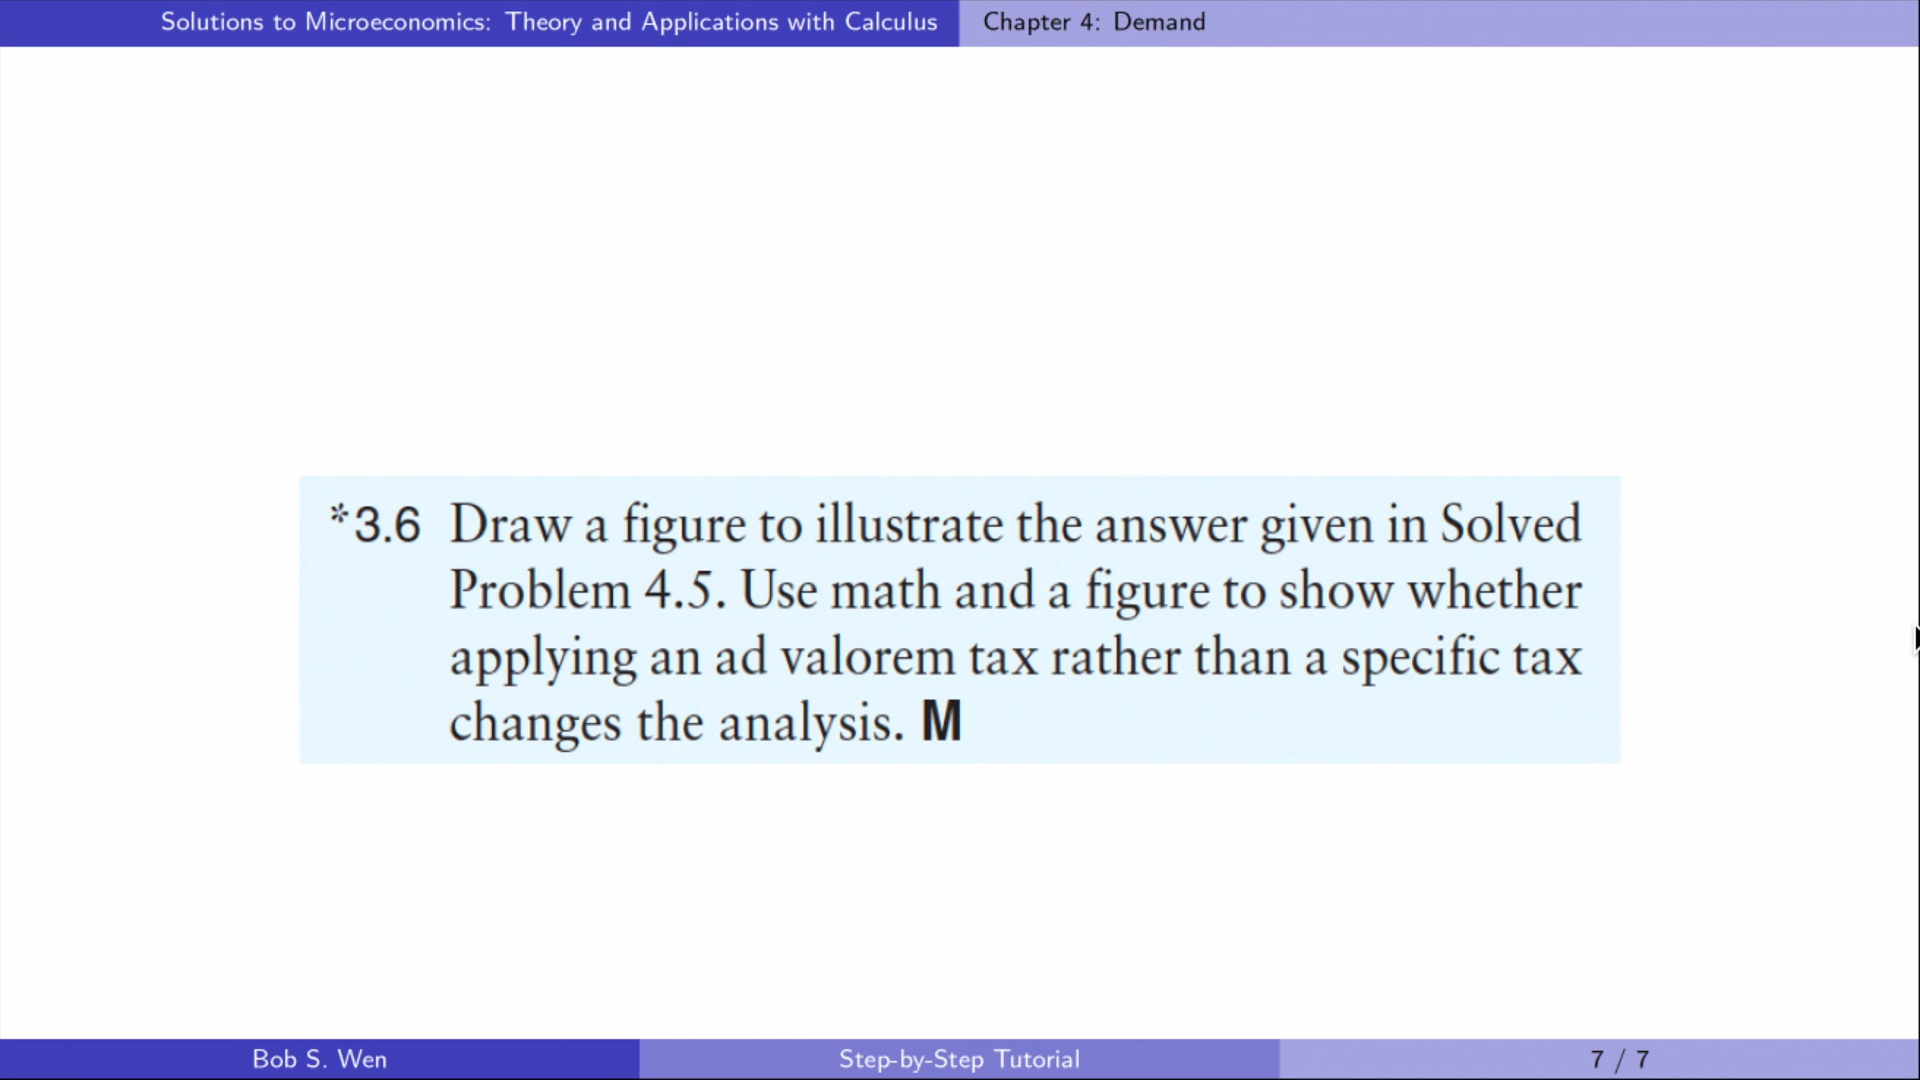 Solutions to Microeconomics: Theory and Applications with Calculus
Chapter 4: Demand
*3.6 Draw a figure to illustrate the answer given in Solved
Problem 4.5. Use math and a figure to show whether
applying an ad valorem tax rather than a specific tax
changes the analysis. M
Bob S. Wen
Step-by-Step Tutorial
7 / 7